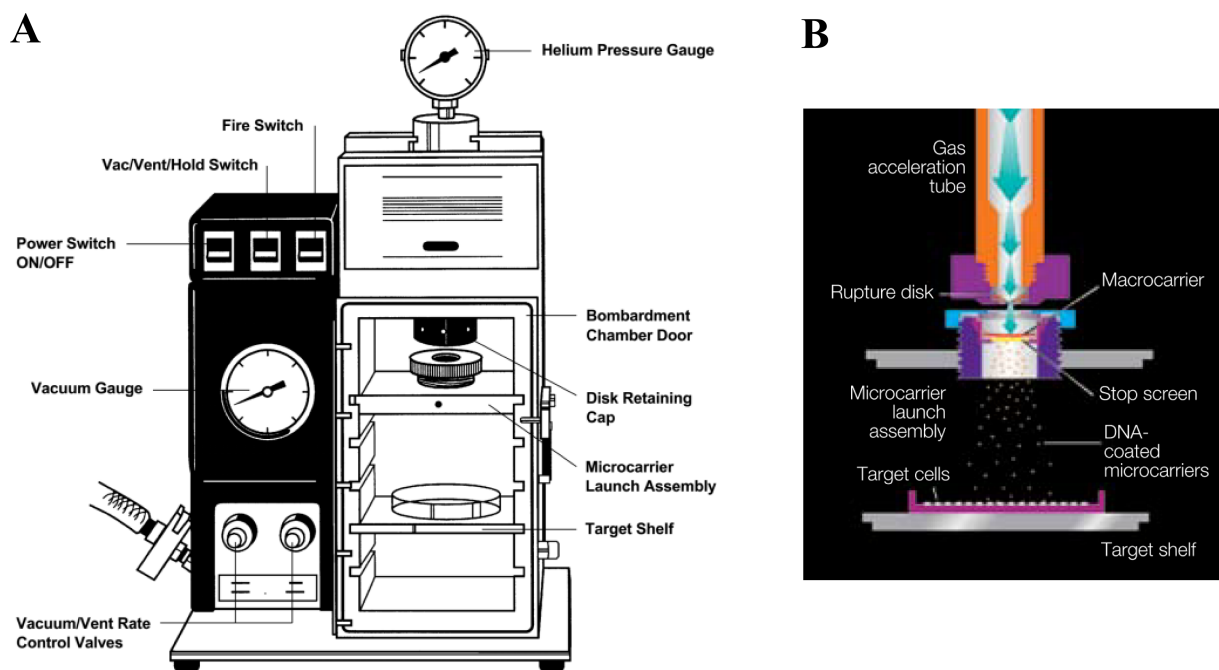 A
Helium Pressure Gauge
Fire Switch
Vac/Vent/Hold Switch
Power Switch
ON/OFF
Bombardment
Chamber Door
Vacuum Gauge
Disk Retaining
Cap
Microcarrier
Launch Assembly
Target Shelf
Vacuum/Vent Rate
Control Valves
B
Gas
acceleration
tube
Rupture disk
Macrocarrier
Stop screen
Microcarrier
launch
assembly
DNA-
coated
microcarriers
Target cells
Target shelf